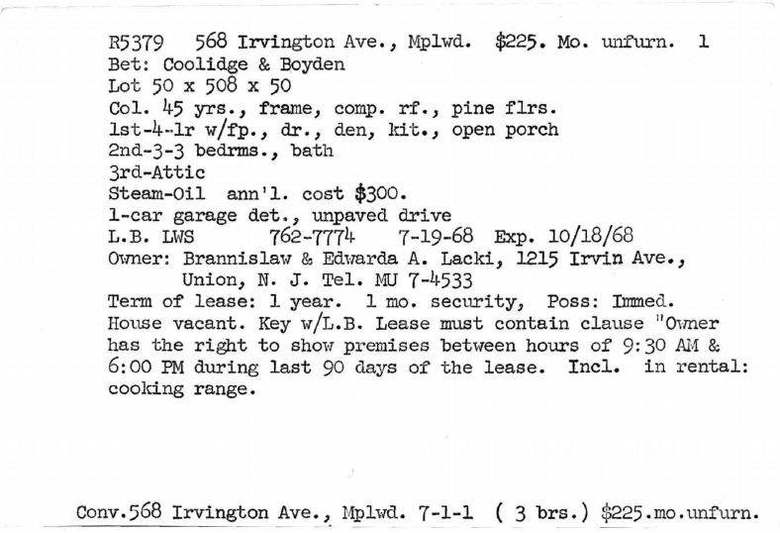 R5379 568 Irvington Ave., Mplwd. $225. Mo. unfurn. 1
Bet: Coolidge & Boyden
Lot 50 x 508 x 50
Col. 45 yrs., frame, comp. rf., pine flrs.
1st-4-lr w/fp., dr., den, kit., open porch
2nd-3-3 bedrms., bath
3rd-Attic
Steam-Oil ann'l. cost $300.
1-car garage det., unpaved drive
L.B. LWS 762-7774 7-19-68 Exp. 10/18/68
Owner: Brannislaw & Edwarda A. Lacki, 1215 Irvin Ave.,
Union, N. J. Tel. MU 7-4533
Term of lease: 1 year. 1 mo. security, Poss: Immed.
House vacant. Key w/L.B. Lease must contain clause "Owner
has the right to show premises between hours of 9:30 AM &
6:00 PM during last 90 days of the lease. Incl. in rental:
cooking range.
Conv.568 Irvington Ave., Mplwd. 7-1-1 ( 3 brs.) $225.mo.unfurn.